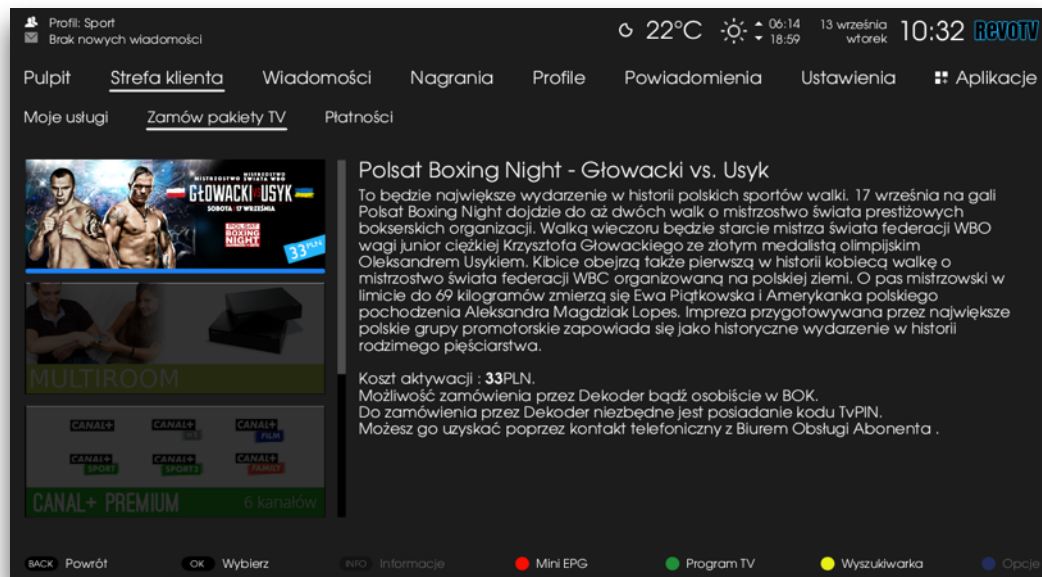 Profil: Sport
Brak nowych wiadomości
22°C
06:14
18:59
13 września
wtorek
10:32
REVOTV
Pulpit Strefa klienta Wiadomości Nagrania Profile Powiadomienia Ustawienia Aplikacje
Moje usługi Zamów pakiety TV Płatności
MISTRZOSTWO ŚWIATA WBO
GŁOWACKI VS USYK
SOBOTA 17 WRZEŚNIA
POLSAT
BOXING
NIGHT
33 PLN
MULTIROOM
CANAL+ CANAL+ CANAL+
FILM
CANAL+ CANAL+ CANAL+
SPORT SPORT2 FAMILY
CANAL+ PREMIUM 6 kanałów
Polsat Boxing Night - Głowacki vs. Usyk
To będzie największe wydarzenie w historii polskich sportów walki. 17 września na gali
Polsat Boxing Night dojdzie do aż dwóch walk o mistrzostwo świata prestiżowych
bokserskich organizacji. Walką wieczoru będzie starcie mistrza świata federacji WBO
wagi junior ciężkiej Krzysztofa Głowackiego ze złotym medalistą olimpijskim
Oleksandrem Usykiem. Kibice obejrzą także pierwszą w historii kobiecą walkę o
mistrzostwo świata federacji WBC organizowaną na polskiej ziemi. O pas mistrzowski w
limicie do 69 kilogramów zmierzą się Ewa Piątkowska i Amerykanka polskiego
pochodzenia Aleksandra Magdziak Lopes. Impreza przygotowywana przez największe
polskie grupy promotorskie zapowiada się jako historyczne wydarzenie w historii
rodzimego pięściarstwa.
Koszt aktywacji : 33PLN.
Możliwość zamówienia przez Dekoder bądź osobiście w BOK.
Do zamówienia przez Dekoder niezbędne jest posiadanie kodu TvPIN.
Możesz go uzyskać poprzez kontakt telefoniczny z Biurem Obsługi Abonenta .
BACK Powrót OK Wybierz INFO Informacje Mini EPG Program TV Wyszukiwarka Opcje